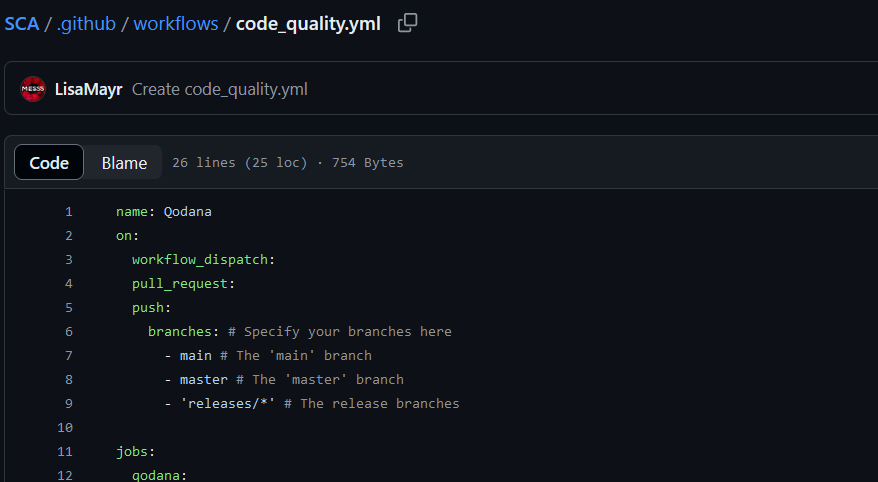 SCA / .github / workflows / code_quality.yml
MESSS LisaMayr Create code_quality.yml
Code Blame 26 lines (25 loc) · 754 Bytes
1 name: Qodana
2 on:
3   workflow_dispatch:
4   pull_request:
5   push:
6     branches: # Specify your branches here
7       - main # The 'main' branch
8       - master # The 'master' branch
9       - 'releases/*' # The release branches
10
11 jobs:
12   qodana: